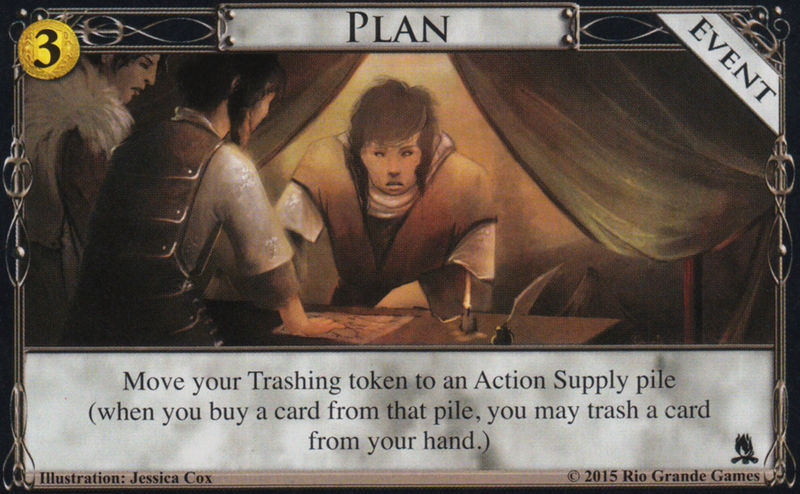 3
PLAN
EVENT
Move your Trashing token to an Action Supply pile
(when you buy a card from that pile, you may trash a card
from your hand.)
Illustration: Jessica Cox
© 2015 Rio Grande Games